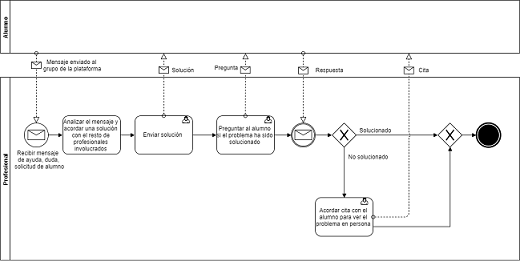 Alumno
Mensaje enviado al
grupo de la plataforma
Solución
Pregunta
Respuesta
Cita
Profesional
Recibir mensaje
de ayuda, duda,
solicitud de alumno
Analizar el mensaje y
acordar una solución
con el resto de
profesionales
involucrados
Enviar solución
Preguntar al alumno
si el problema ha sido
solucionado
Solucionado
No solucionado
Acordar cita con el
alumno para ver el
problema en persona